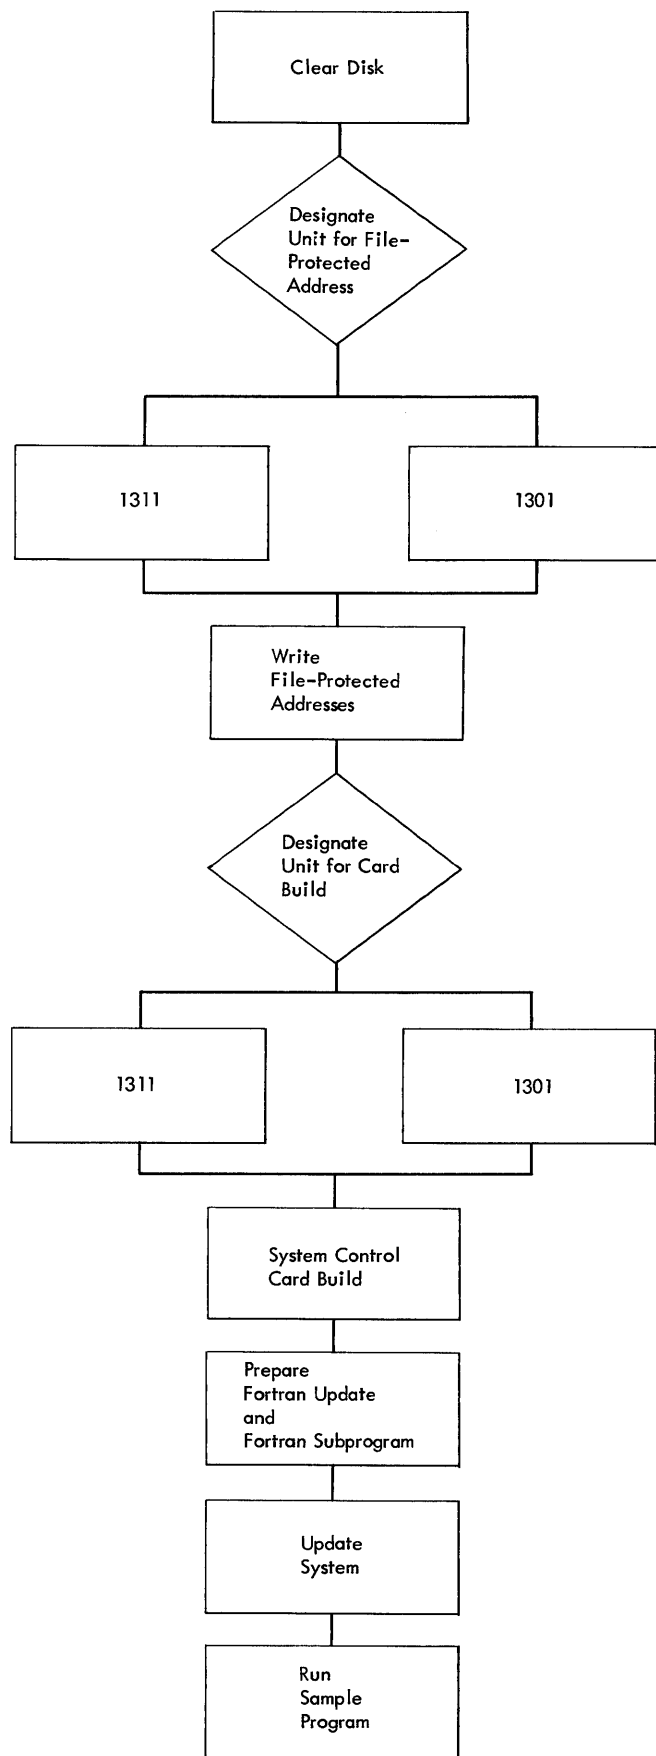 Clear Disk
Designate
Unit for File-
Protected
Address
1311
1301
Write
File-Protected
Addresses
Designate
Unit for Card
Build
1311
1301
System Control
Card Build
Prepare
Fortran Update
and
Fortran Subprogram
Update
System
Run
Sample
Program